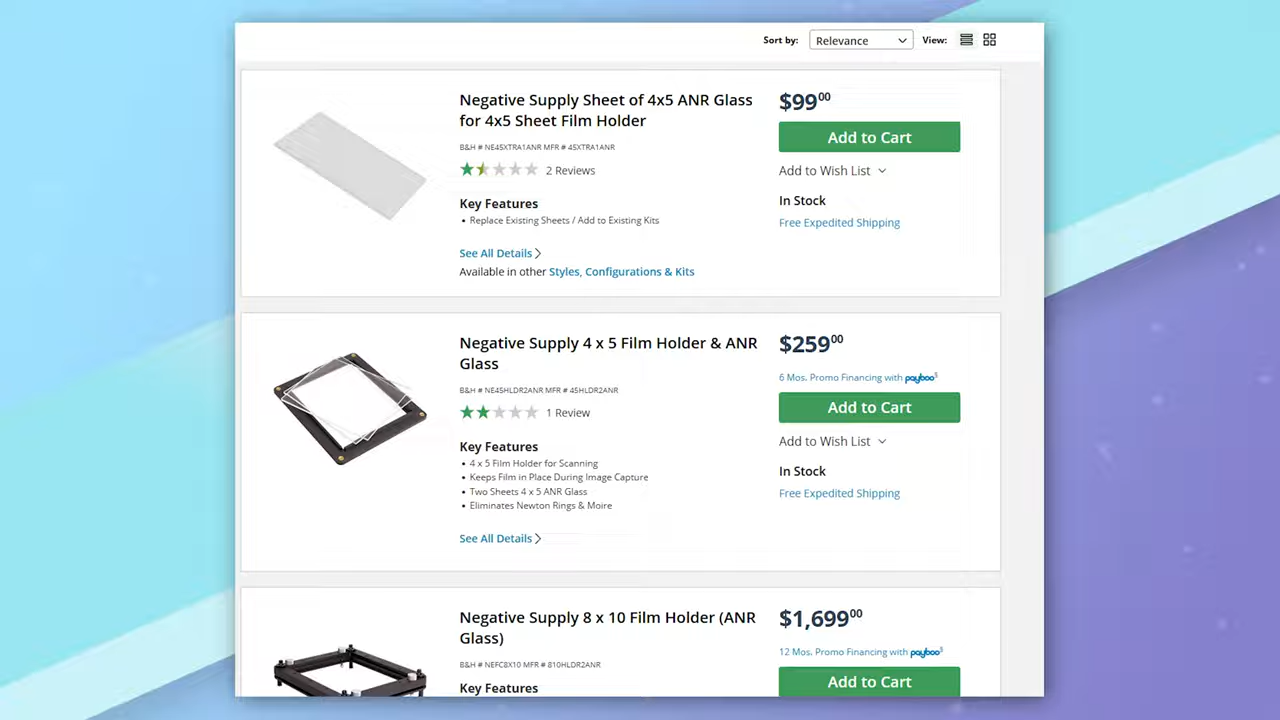 Sort by:
Relevance
View:
Negative Supply Sheet of 4x5 ANR Glass
for 4x5 Sheet Film Holder
B&H # NE45XTRA1ANR MFR # 45XTRA1ANR
2 Reviews
Key Features
• Replace Existing Sheets / Add to Existing Kits
See All Details
Available in other Styles, Configurations & Kits
$99⁰⁰
Add to Cart
Add to Wish List
In Stock
Free Expedited Shipping
Negative Supply 4 x 5 Film Holder & ANR
Glass
B&H # NE45HLDR2ANR MFR # 45HLDR2ANR
1 Review
Key Features
• 4 x 5 Film Holder for Scanning
• Keeps Film in Place During Image Capture
• Two Sheets 4 x 5 ANR Glass
• Eliminates Newton Rings & Moire
See All Details
$259⁰⁰
6 Mos. Promo Financing with payboo§
Add to Cart
Add to Wish List
In Stock
Free Expedited Shipping
Negative Supply 8 x 10 Film Holder (ANR
Glass)
B&H # NEFC8X10 MFR # 810HLDR2ANR
Key Features
$1,699⁰⁰
12 Mos. Promo Financing with payboo§
Add to Cart